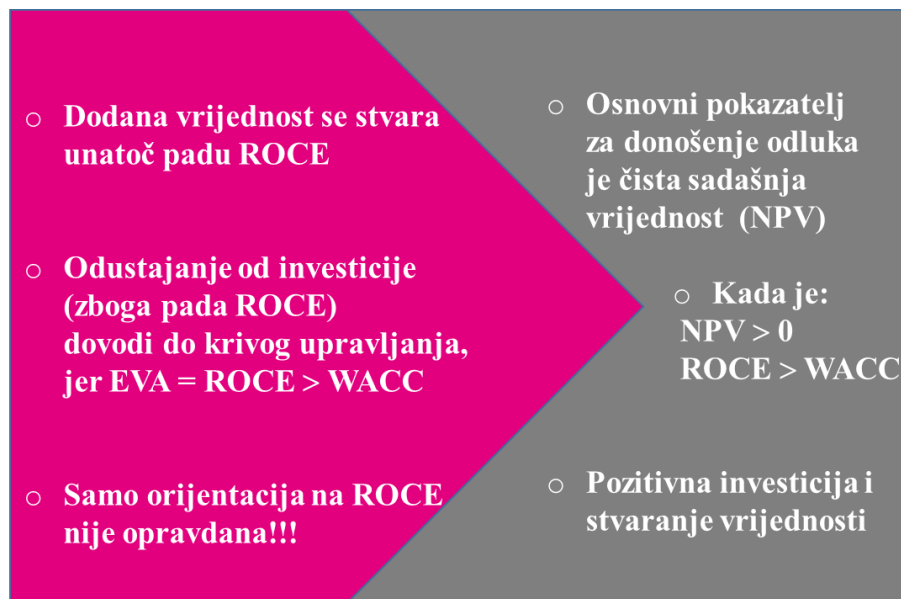 ○ Dodana vrijednost se stvara
unatoč padu ROCE
○ Odustajanje od investicije
(zboga pada ROCE)
dovodi do krivog upravljanja,
jer EVA = ROCE > WACC
○ Samo orijentacija na ROCE
nije opravdana!!!
○ Osnovni pokazatelj
za donošenje odluka
je čista sadašnja
vrijednost (NPV)
○ Kada je:
NPV > 0
ROCE > WACC
○ Pozitivna investicija i
stvaranje vrijednosti